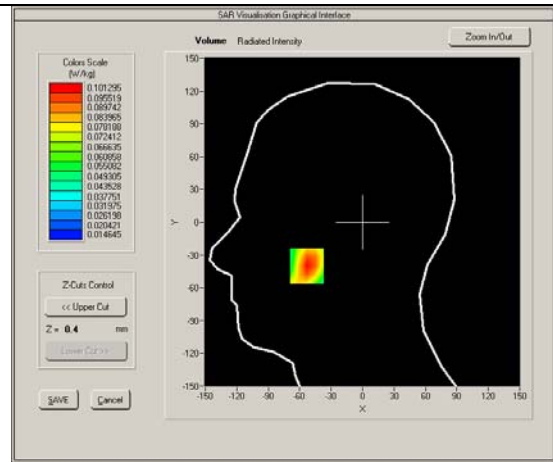 SAR Visualisation Graphical Interface
Volume Radiated Intensity
Zoom In/Out
Colors Scale
(W/kg)
0.101295
0.095519
0.089742
0.083965
0.078188
0.072412
0.066635
0.060858
0.055082
0.049305
0.043528
0.037751
0.031975
0.026198
0.020421
0.014645
Z-Cuts Control
<< Upper Cut
Z = 0.4 mm
Lower Cut >>
SAVE Cancel
150
120
90
60
30
Y 0
-30
-60
-90
-120
-150
-150 -120 -90 -60 -30 0 30 60 90 120 150
X